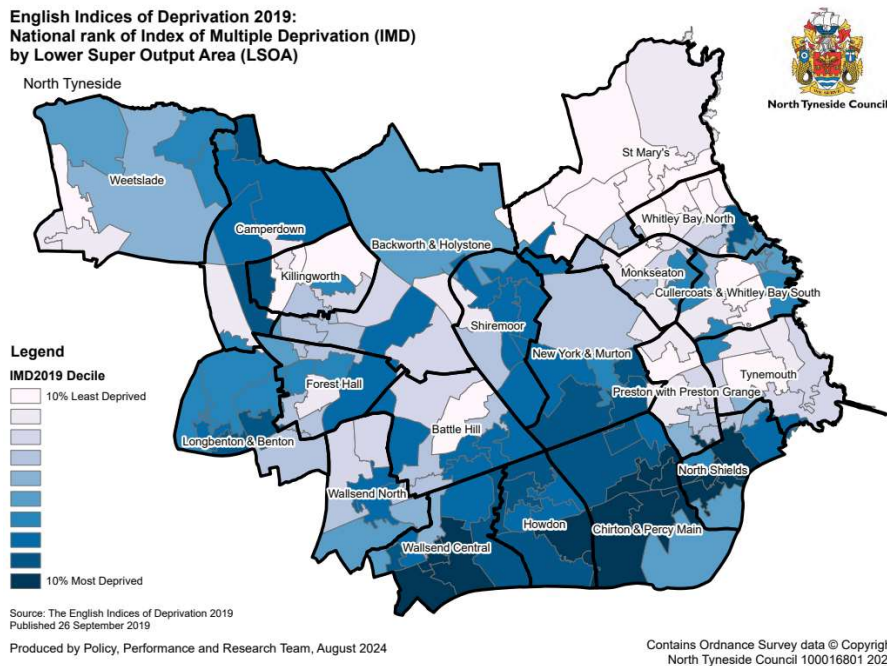 English Indices of Deprivation 2019:
National rank of Index of Multiple Deprivation (IMD)
by Lower Super Output Area (LSOA)
North Tyneside
North Tyneside Council
St Mary's
Weetslade
Whitley Bay North
Camperdown
Backworth & Holystone
Killingworth
Monkseaton
Cullercoats & Whitley Bay South
Shiremoor
New York & Murton
Tynemouth
Forest Hall
Preston with Preston Grange
Battle Hill
Longbenton & Benton
North Shields
Wallsend North
Howdon
Chirton & Percy Main
Wallsend Central
Legend
IMD2019 Decile
10% Least Deprived
10% Most Deprived
Source: The English Indices of Deprivation 2019
Published 26 September 2019
Produced by Policy, Performance and Research Team, August 2024
Contains Ordnance Survey data © Copyrigh
North Tyneside Council 100016801 202